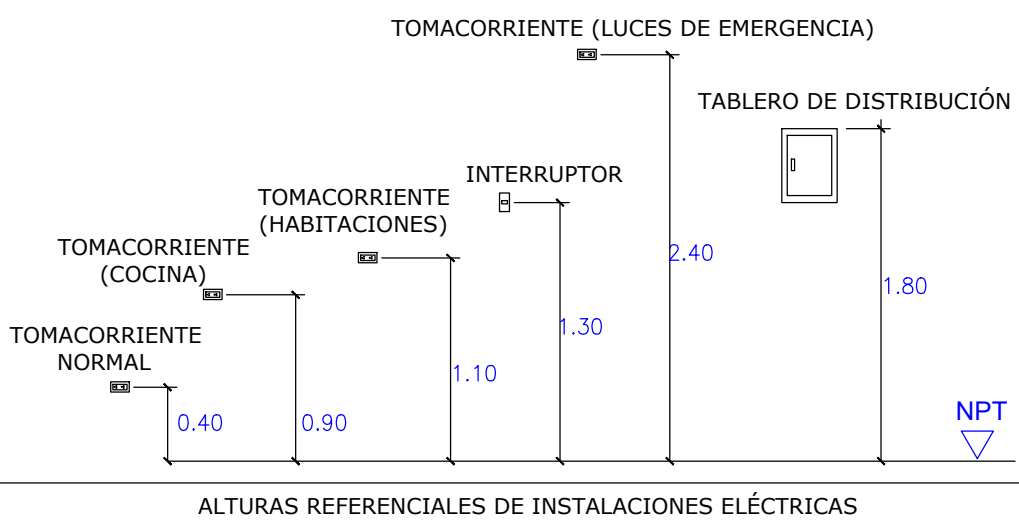 TOMACORRIENTE (LUCES DE EMERGENCIA)
TABLERO DE DISTRIBUCIÓN
INTERRUPTOR
TOMACORRIENTE
(HABITACIONES)
TOMACORRIENTE
(COCINA)
TOMACORRIENTE
NORMAL
2.40
1.80
1.30
1.10
0.40
0.90
NPT
ALTURAS REFERENCIALES DE INSTALACIONES ELÉCTRICAS